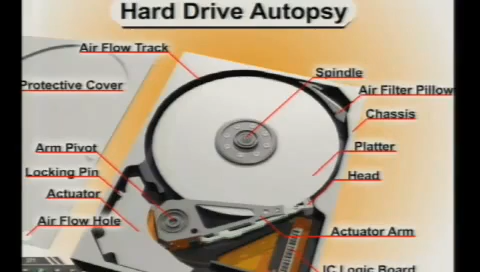 Hard Drive Autopsy
Air Flow Track
Spindle
Protective Cover
Air Filter Pillow
Chassis
Arm Pivot
Platter
Locking Pin
Head
Actuator
Air Flow Hole
Actuator Arm
IC Logic Board